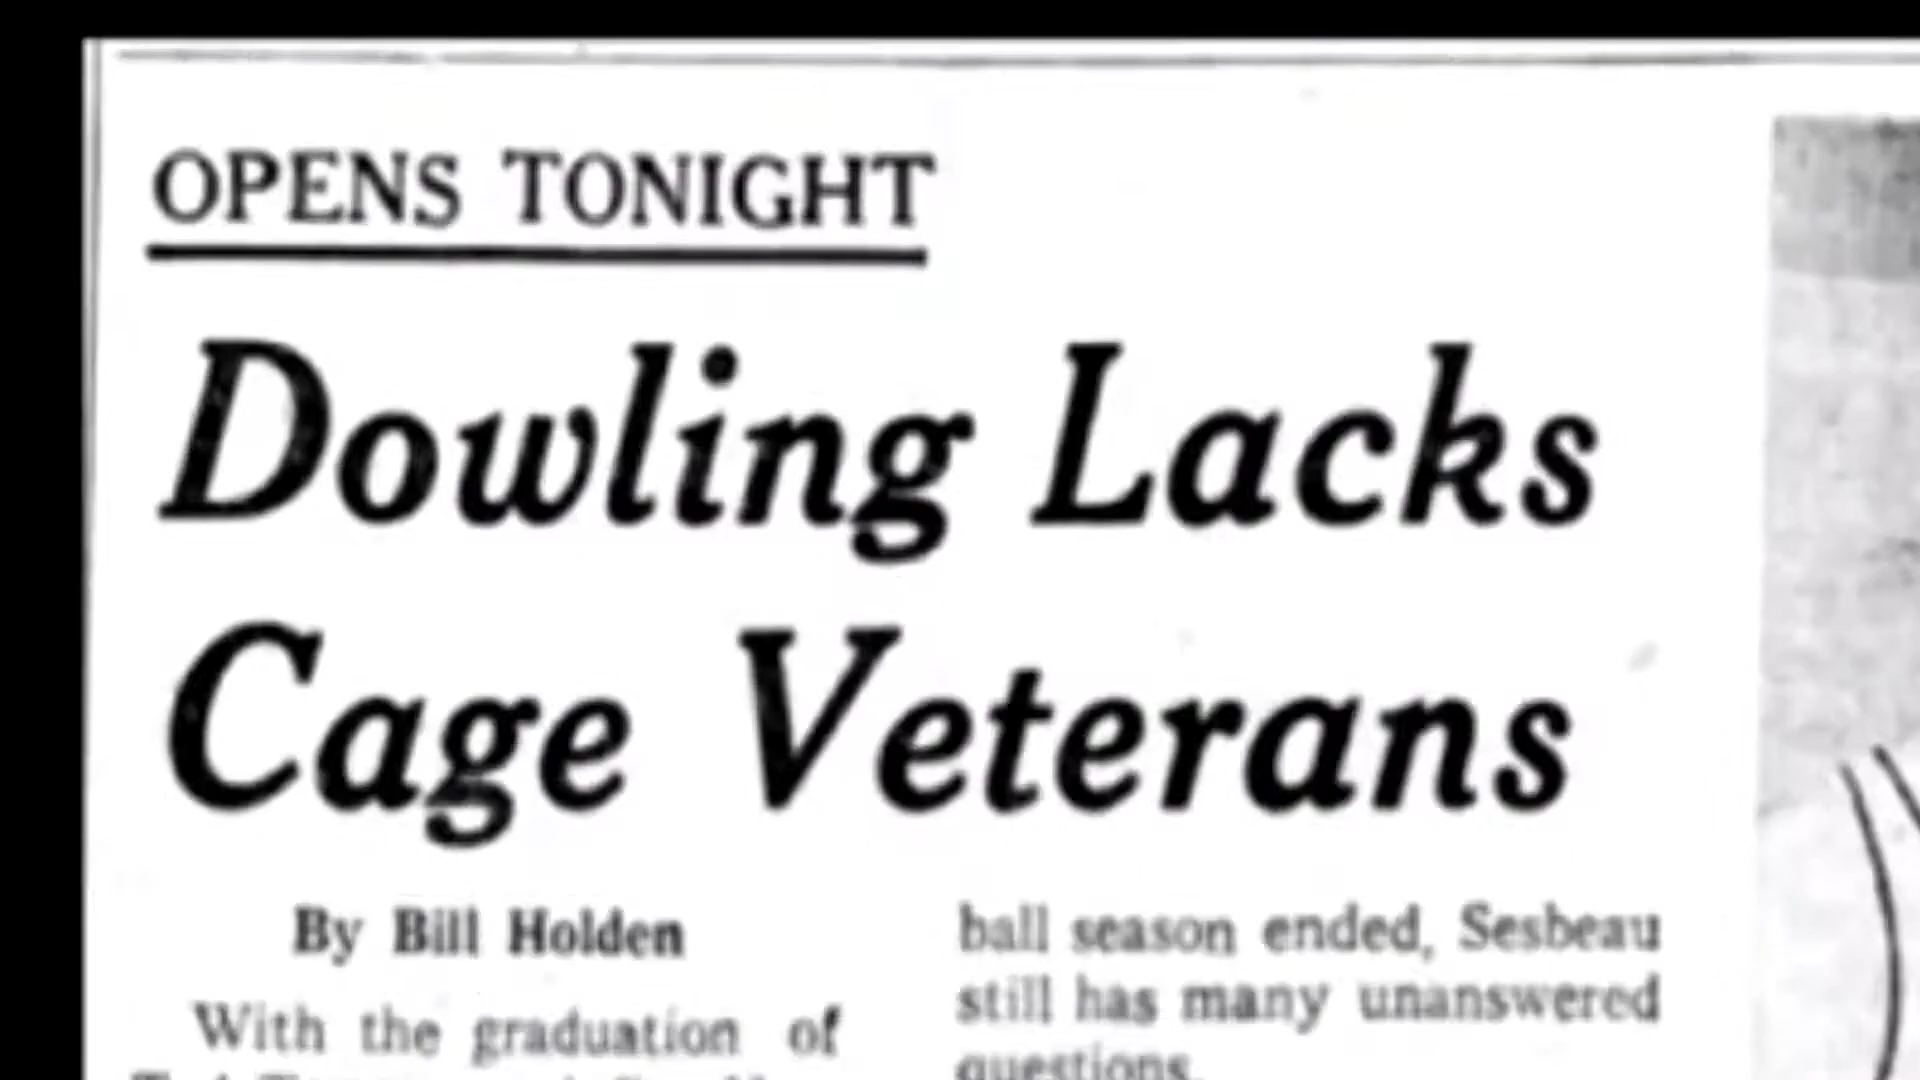 OPENS TONIGHT
Dowling Lacks
Cage Veterans
By Bill Holden
With the graduation of
ball season ended, Sesbeau
still has many unanswered
questions.